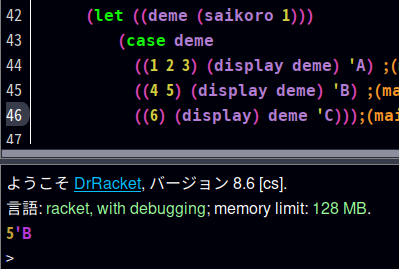 42 (let ((deme (saikoro 1)))
43 (case deme
44 ((1 2 3) (display deme) 'A) ;(
45 ((4 5) (display deme) 'B) ;(mai
46 ((6) (display) deme 'C)));(mai
47
ようこそ DrRacket, バージョン 8.6 [cs].
言語: racket, with debugging; memory limit: 128 MB.
5'B
>